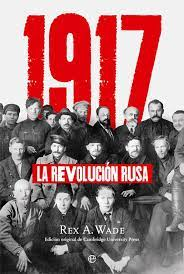 1917
LA REVOLUCIÓN RUSA
REX A. WADE
Edición original de Cambridge University Press